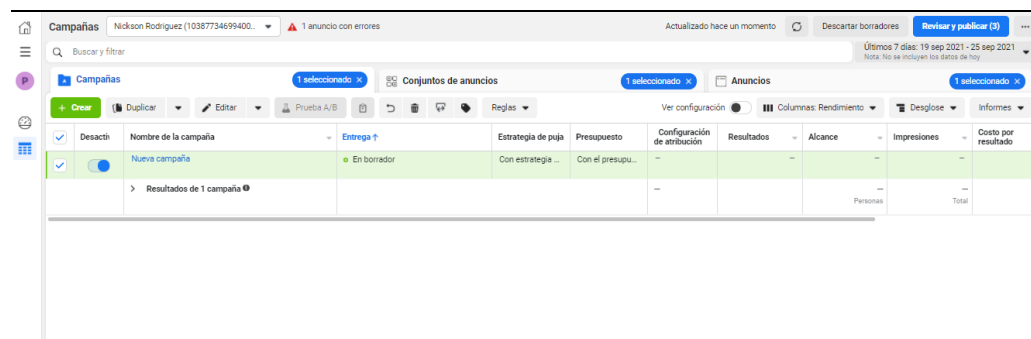 Campañas
Nickson Rodriguez (10387734699400..
1 anuncio con errores
Actualizado hace un momento
Descartar borradores
Revisar y publicar (3)
Buscar y filtrar
Últimos 7 días: 19 sep 2021 - 25 sep 2021
Nota: No se incluyen los datos de hoy
P
Campañas
1 seleccionado ×
Conjuntos de anuncios
1 seleccionado ×
Anuncios
1 seleccionado ×
+ Crear
Duplicar
Editar
Prueba A/B
Reglas
Ver configuración
Columnas: Rendimiento
Desglose
Informes
Desactiv
Nombre de la campaña
Entrega ↑
Estrategia de puja
Presupuesto
Configuración de atribución
Resultados
Alcance
Impresiones
Costo por resultado
Nueva campaña
En borrador
Con estrategia ...
Con el presupu...
–
–
–
–
Resultados de 1 campaña
–
–
Personas
–
Total